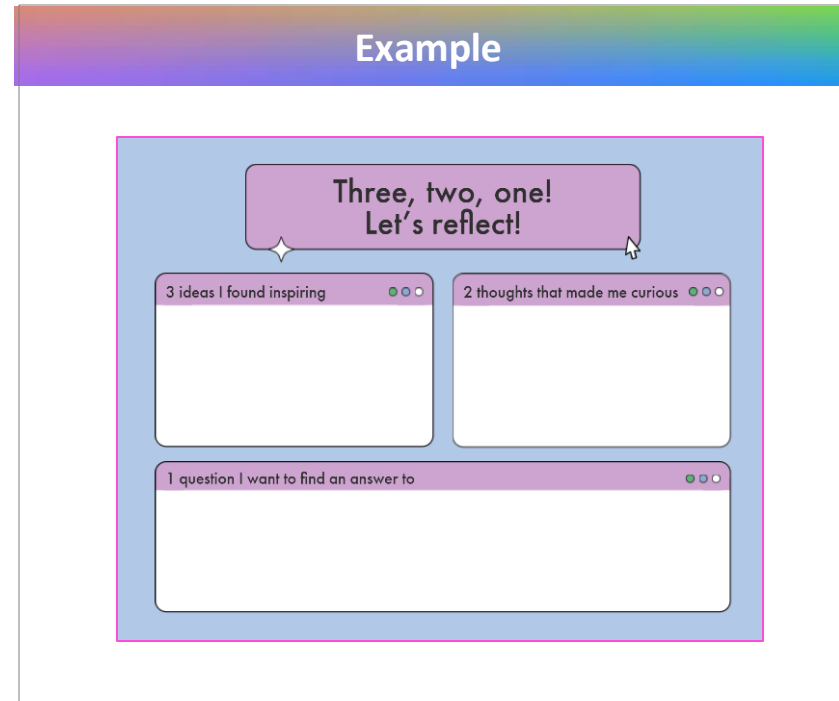 Example
Three, two, one!
Let's reflect!
3 ideas I found inspiring
2 thoughts that made me curious
1 question I want to find an answer to